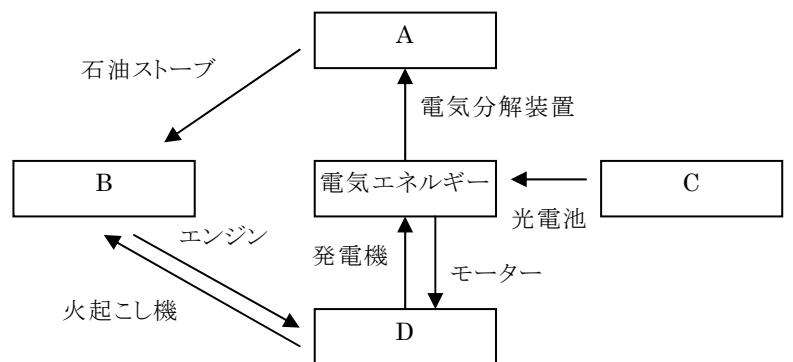 A
石油ストーブ
電気分解装置
B
電気エネルギー
C
光電池
エンジン
発電機
モーター
火起こし機
D